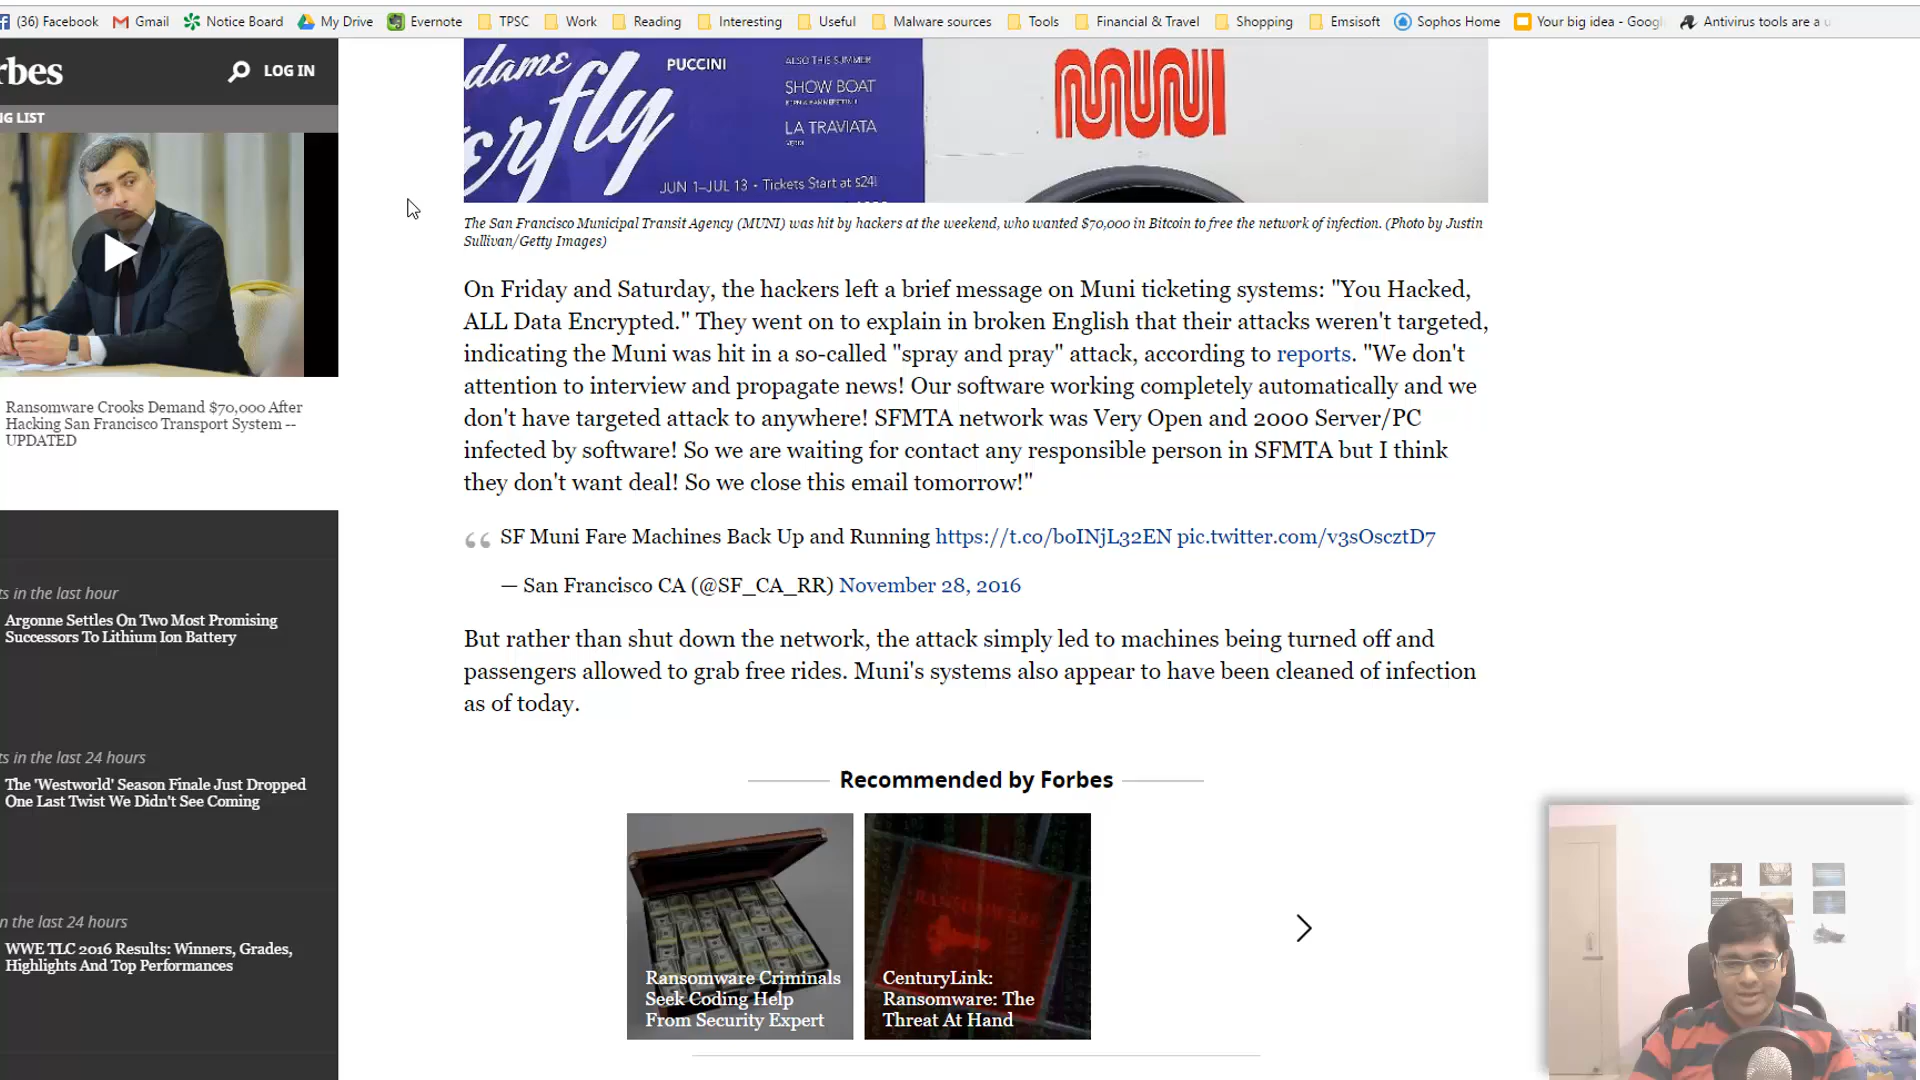 (36) Facebook Gmail Notice Board My Drive Evernote TPSC Work Reading Interesting Useful Malware sources Tools Financial & Travel Shopping Emsisoft Sophos Home Your big idea - Googl Antivirus tools are a u
rbes
LOG IN
NG LIST
Ransomware Crooks Demand $70,000 After
Hacking San Francisco Transport System --
UPDATED
ts in the last hour
Argonne Settles On Two Most Promising
Successors To Lithium Ion Battery
ts in the last 24 hours
The 'Westworld' Season Finale Just Dropped
One Last Twist We Didn't See Coming
n the last 24 hours
WWE TLC 2016 Results: Winners, Grades,
Highlights And Top Performances
dame
erfly
PUCCINI
ALSO THIS SUMMER
SHOW BOAT
LA TRAVIATA
VERDI
JUN 1–JUL 13 • Tickets Start at $24!
MUNI
The San Francisco Municipal Transit Agency (MUNI) was hit by hackers at the weekend, who wanted $70,000 in Bitcoin to free the network of infection. (Photo by Justin
Sullivan/Getty Images)
On Friday and Saturday, the hackers left a brief message on Muni ticketing systems: "You Hacked,
ALL Data Encrypted." They went on to explain in broken English that their attacks weren't targeted,
indicating the Muni was hit in a so-called "spray and pray" attack, according to reports. "We don't
attention to interview and propagate news! Our software working completely automatically and we
don't have targeted attack to anywhere! SFMTA network was Very Open and 2000 Server/PC
infected by software! So we are waiting for contact any responsible person in SFMTA but I think
they don't want deal! So we close this email tomorrow!"
“ SF Muni Fare Machines Back Up and Running https://t.co/boINjL32EN pic.twitter.com/v3sOscztD7
— San Francisco CA (@SF_CA_RR) November 28, 2016
But rather than shut down the network, the attack simply led to machines being turned off and
passengers allowed to grab free rides. Muni's systems also appear to have been cleaned of infection
as of today.
Recommended by Forbes
Ransomware Criminals
Seek Coding Help
From Security Expert
RANSOMWARE
CenturyLink:
Ransomware: The
Threat At Hand